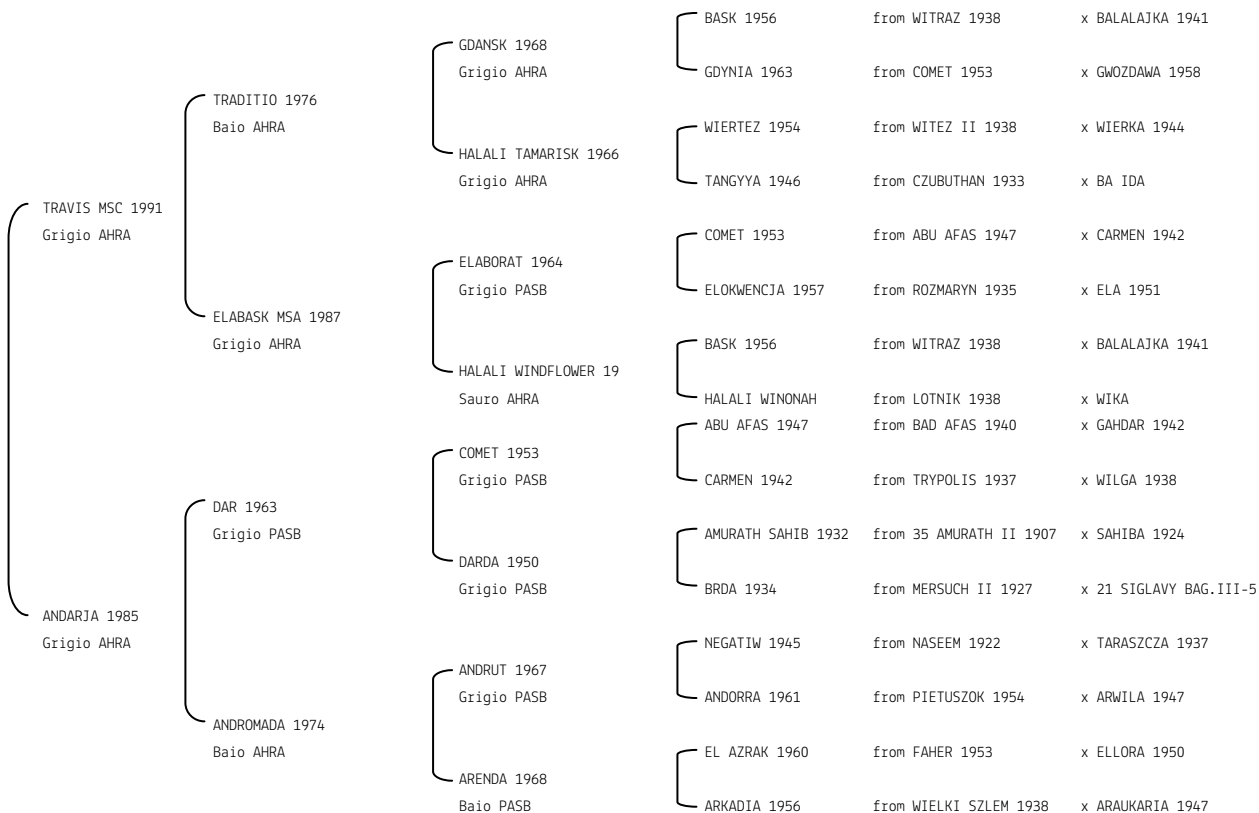 BASK 1956 from WITRAZ 1938 x BALALAJKA 1941
GDANSK 1968
Grigio AHRA GDYNIA 1963 from COMET 1953 x GWOZDAWA 1958
TRADITIO 1976
Baio AHRA WIERTEZ 1954 from WITEZ II 1938 x WIERKA 1944
HALALI TAMARISK 1966
Grigio AHRA TANGYYA 1946 from CZUBUTHAN 1933 x BA IDA
TRAVIS MSC 1991
Grigio AHRA COMET 1953 from ABU AFAS 1947 x CARMEN 1942
ELABORAT 1964
Grigio PASB ELOKWENCJA 1957 from ROZMARYN 1935 x ELA 1951
ELABASK MSA 1987
Grigio AHRA BASK 1956 from WITRAZ 1938 x BALALAJKA 1941
HALALI WINDFLOWER 19
Sauro AHRA HALALI WINONAH from LOTNIK 1938 x WIKA
ABU AFAS 1947 from BAD AFAS 1940 x GAHDAR 1942
COMET 1953
Grigio PASB CARMEN 1942 from TRYPOLIS 1937 x WILGA 1938
DAR 1963
Grigio PASB AMURATH SAHIB 1932 from 35 AMURATH II 1907 x SAHIBA 1924
DARDA 1950
Grigio PASB BRDA 1934 from MERSUCH II 1927 x 21 SIGLAVY BAG.III-5
ANDARJA 1985
Grigio AHRA NEGATIW 1945 from NASEEM 1922 x TARASZCZA 1937
ANDRUT 1967
Grigio PASB ANDORRA 1961 from PIETUSZOK 1954 x ARWILA 1947
ANDROMADA 1974
Baio AHRA EL AZRAK 1960 from FAHER 1953 x ELLORA 1950
ARENDA 1968
Baio PASB ARKADIA 1956 from WIELKI SZLEM 1938 x ARAUKARIA 1947